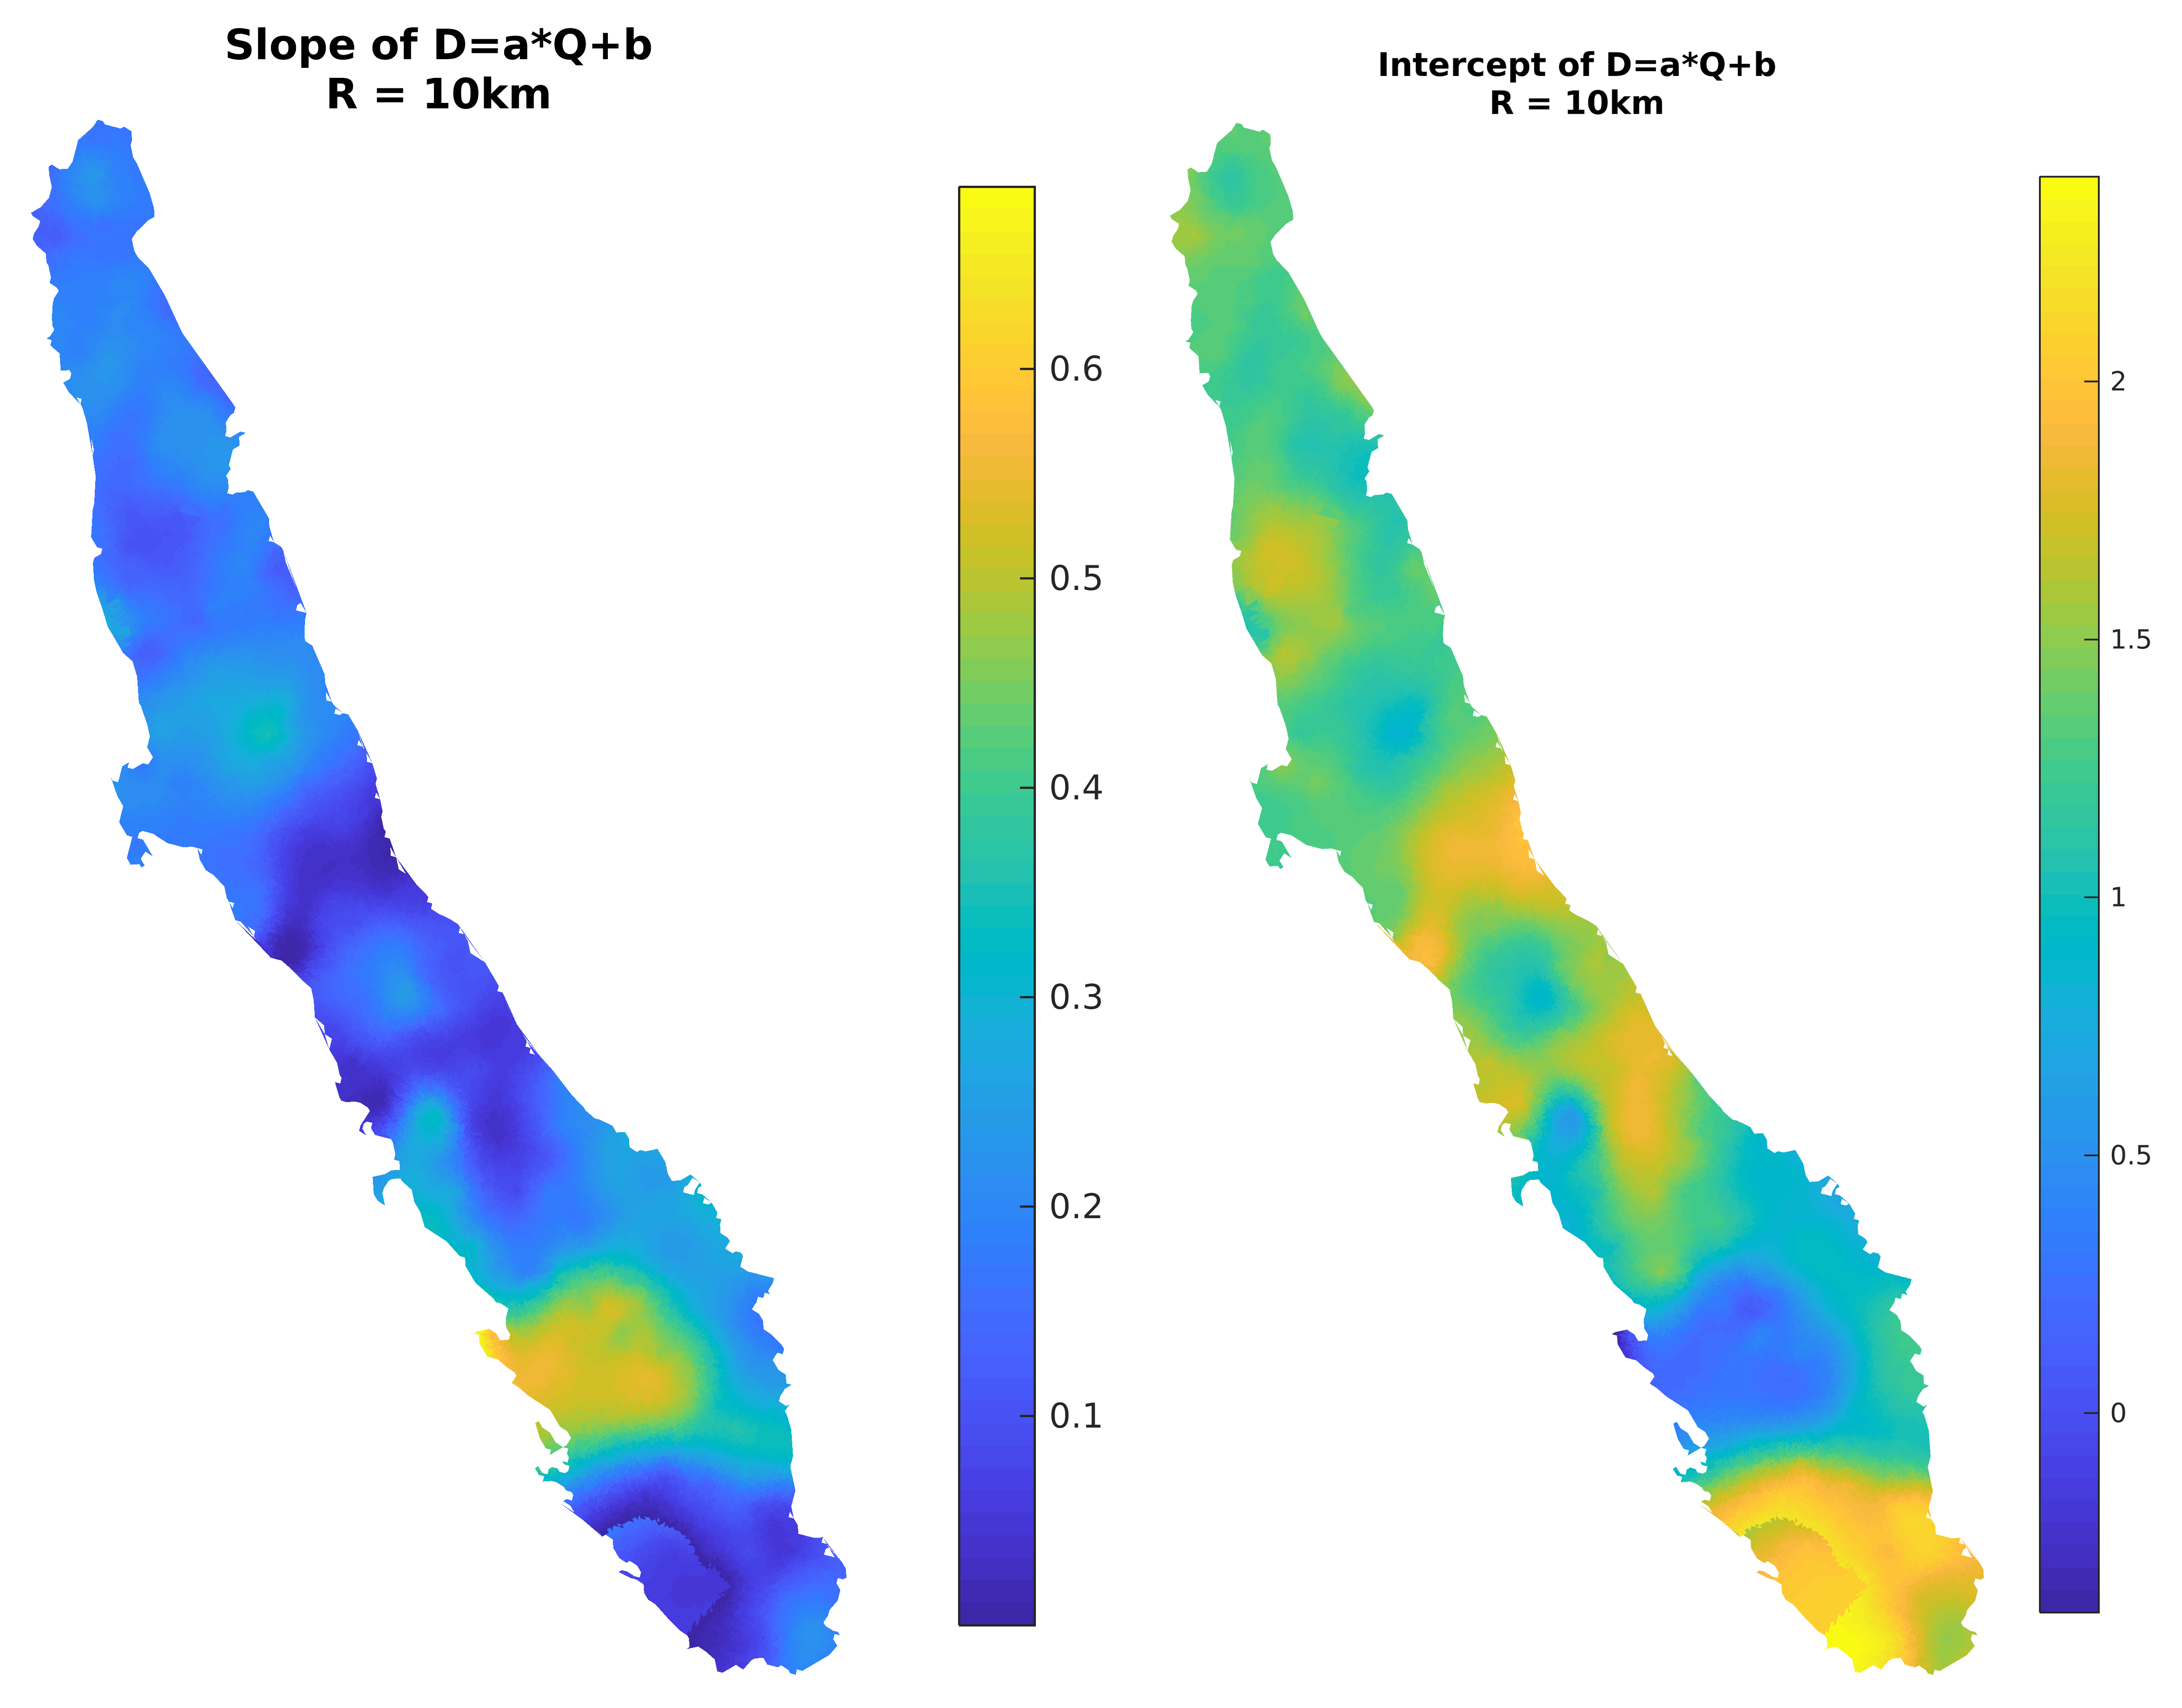 Slope of D=a*Q+b
R = 10km
0.6
0.5
0.4
0.3
0.2
0.1
Intercept of D=a*Q+b
R = 10km
2
1.5
1
0.5
0